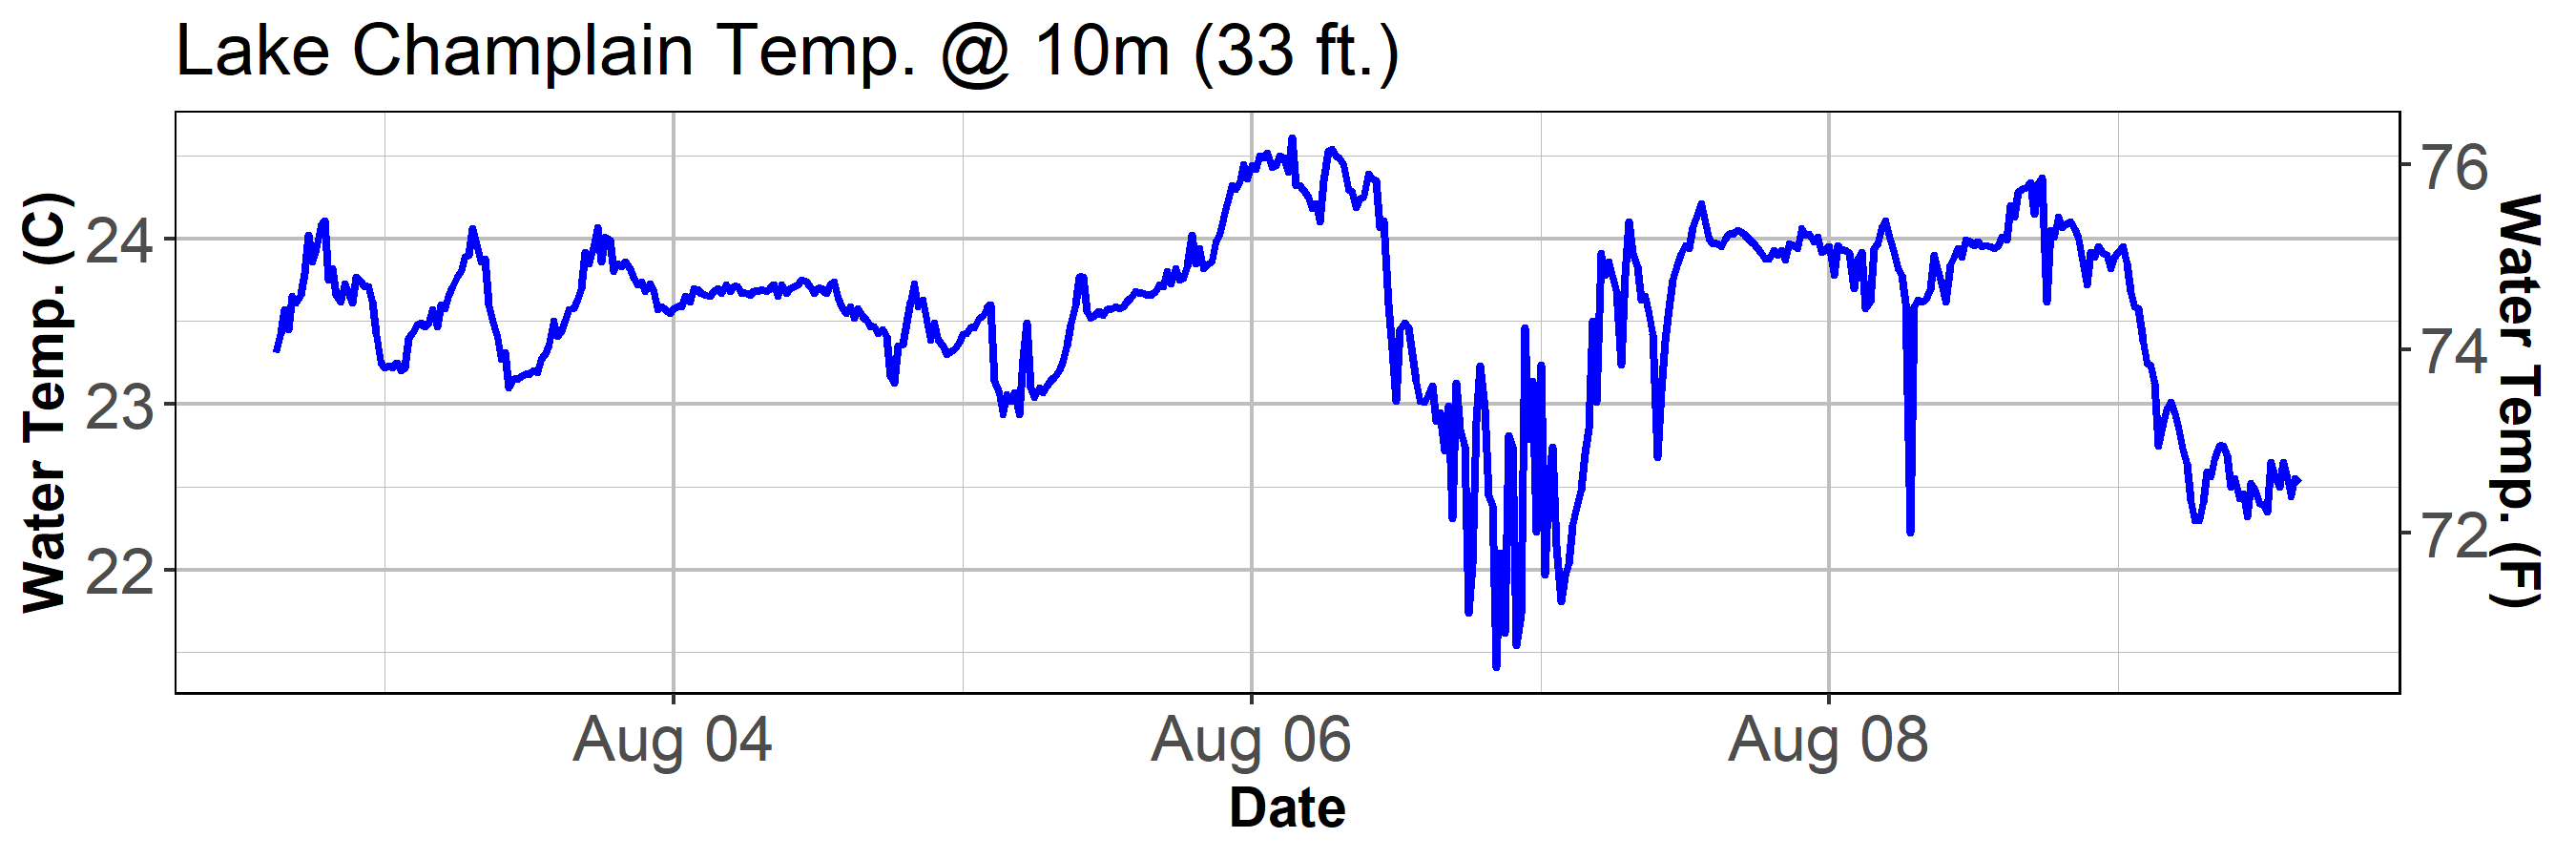 Lake Champlain Temp. @ 10m (33 ft.)
Water Temp. (C)
24
23
22
76
74
72
Water Temp. (F)
Aug 04
Aug 06
Aug 08
Date